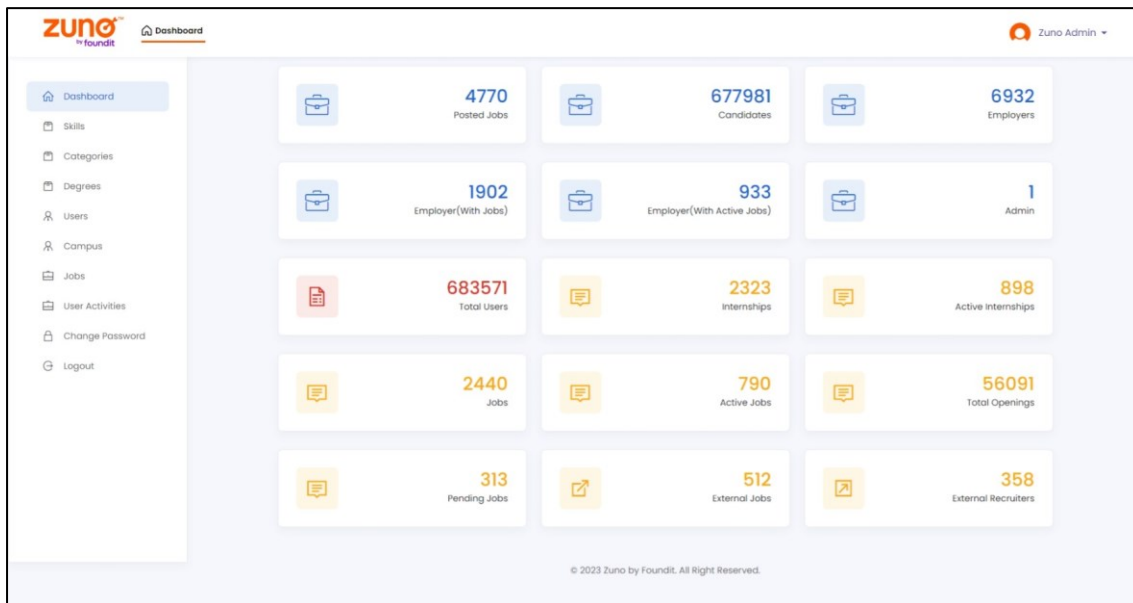 zuno™
by foundit
Dashboard
Zuno Admin
Dashboard
Skills
Categories
Degrees
Users
Campus
Jobs
User Activities
Change Password
Logout
4770
Posted Jobs
677981
Candidates
6932
Employers
1902
Employer(With Jobs)
933
Employer(With Active Jobs)
1
Admin
683571
Total Users
2323
Internships
898
Active Internships
2440
Jobs
790
Active Jobs
56091
Total Openings
313
Pending Jobs
512
External Jobs
358
External Recruiters
© 2023 Zuno by Foundit. All Right Reserved.